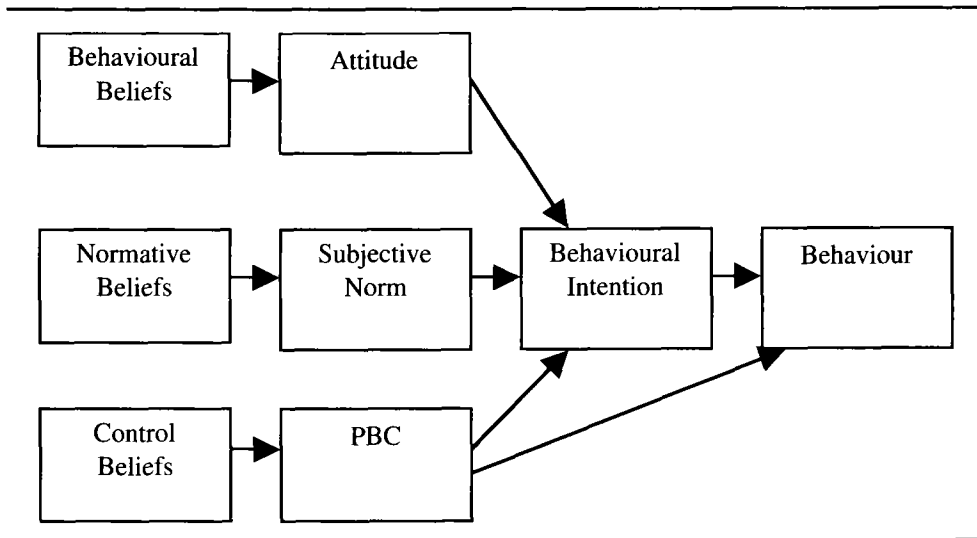 Behavioural
Beliefs
Attitude
Normative
Beliefs
Subjective
Norm
Behavioural
Intention
Behaviour
Control
Beliefs
PBC